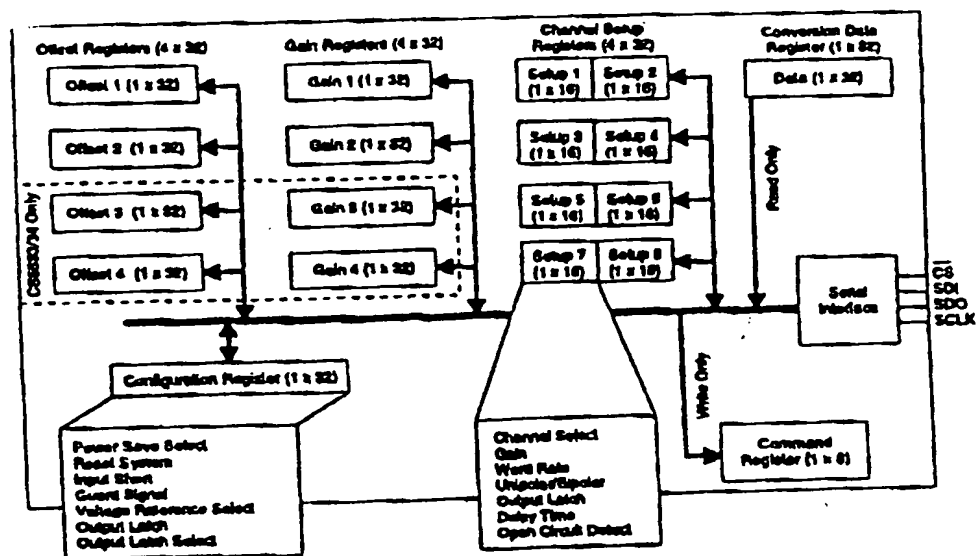 Offset Registers (4 x 32)
Offset 1 (1 x 32)
Offset 2 (1 x 32)
Offset 3 (1 x 32)
Offset 4 (1 x 32)
Only
Gain Registers (4 x 32)
Gain 1 (1 x 32)
Gain 2 (1 x 32)
Gain 3 (1 x 32)
Gain 4 (1 x 32)
Channel Setup
Registers (4 x 32)
Setup 1
(1 x 16)
Setup 2
(1 x 16)
Setup 3
(1 x 16)
Setup 4
(1 x 16)
Setup 5
(1 x 16)
Setup 6
(1 x 16)
Setup 7
(1 x 16)
Setup 8
(1 x 16)
Conversion Data
Register (1 x 32)
Data (1 x 32)
Read Only
Serial
Interface
CS
SDI
SDO
SCLK
Write Only
Command
Register (1 x 8)
Configuration Register (1 x 32)
Power Save Select
Reset System
Input Short
Guard Signal
Voltage Reference Select
Output Latch
Output Latch Select
Channel Select
Gain
Word Rate
Unipolar/Bipolar
Output Latch
Delay Time
Open Circuit Detect